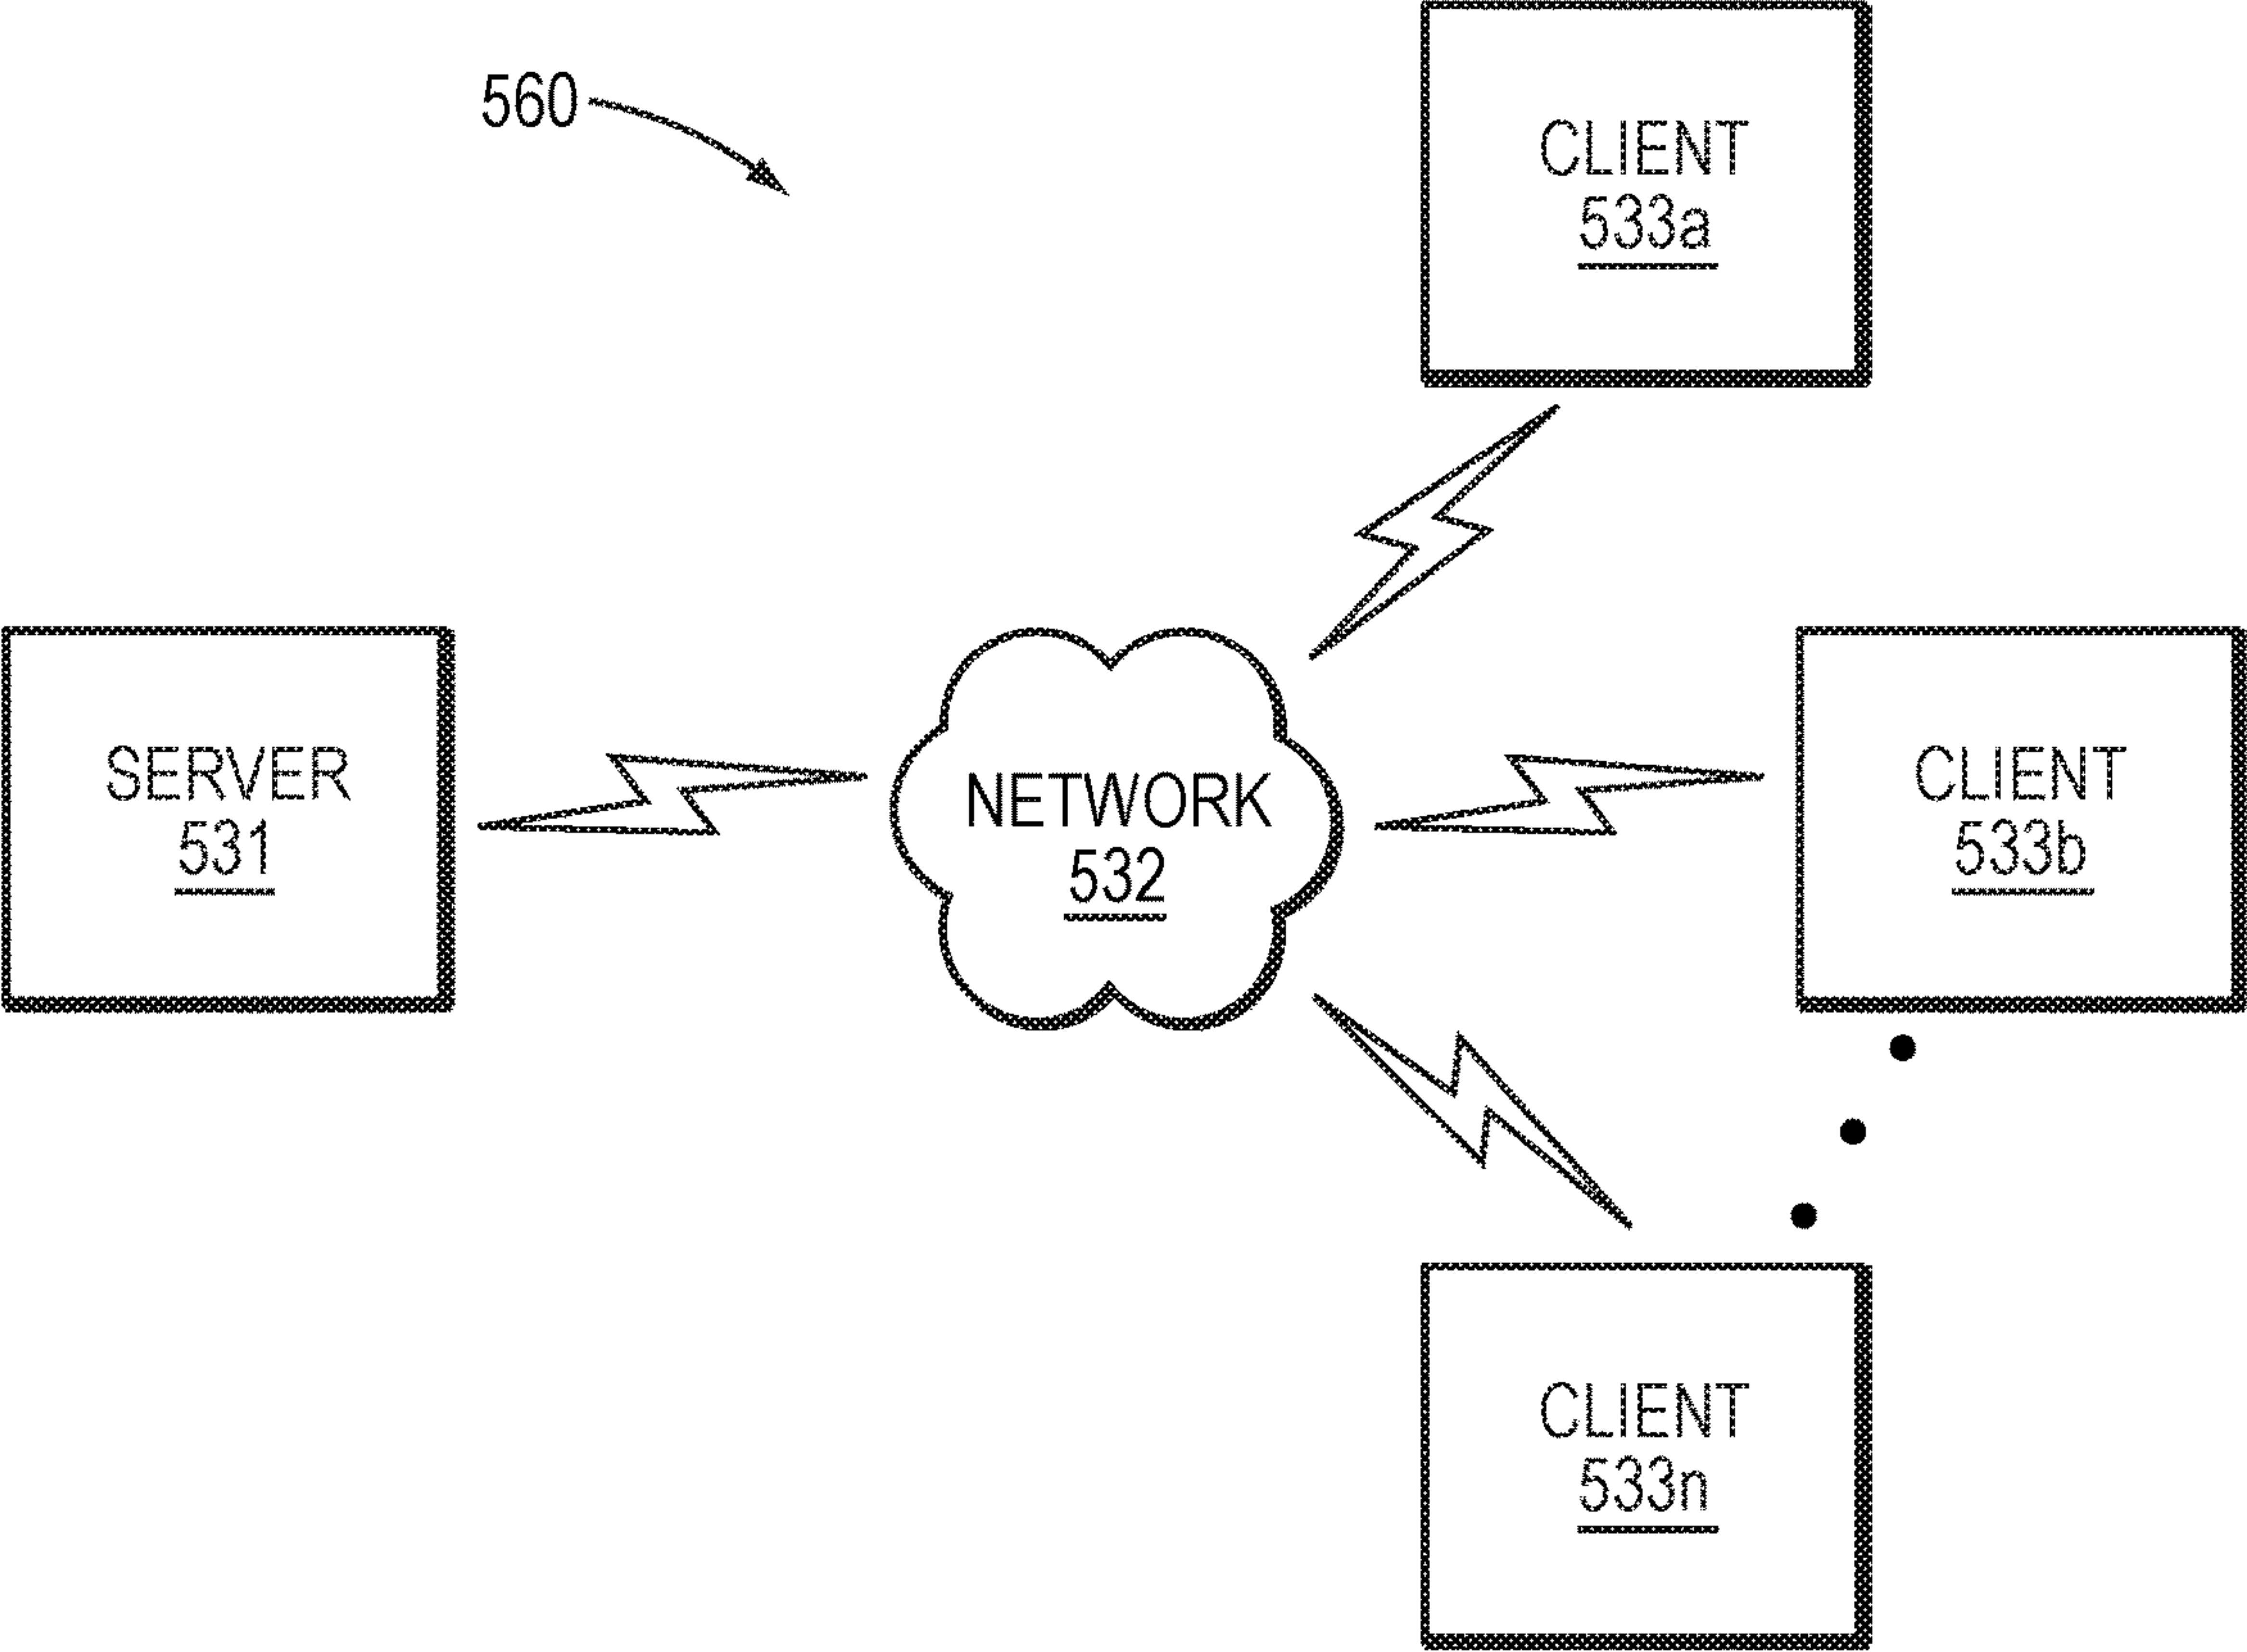 560
CLIENT
533a
SERVER
531
NETWORK
532
CLIENT
533b
CLIENT
533n